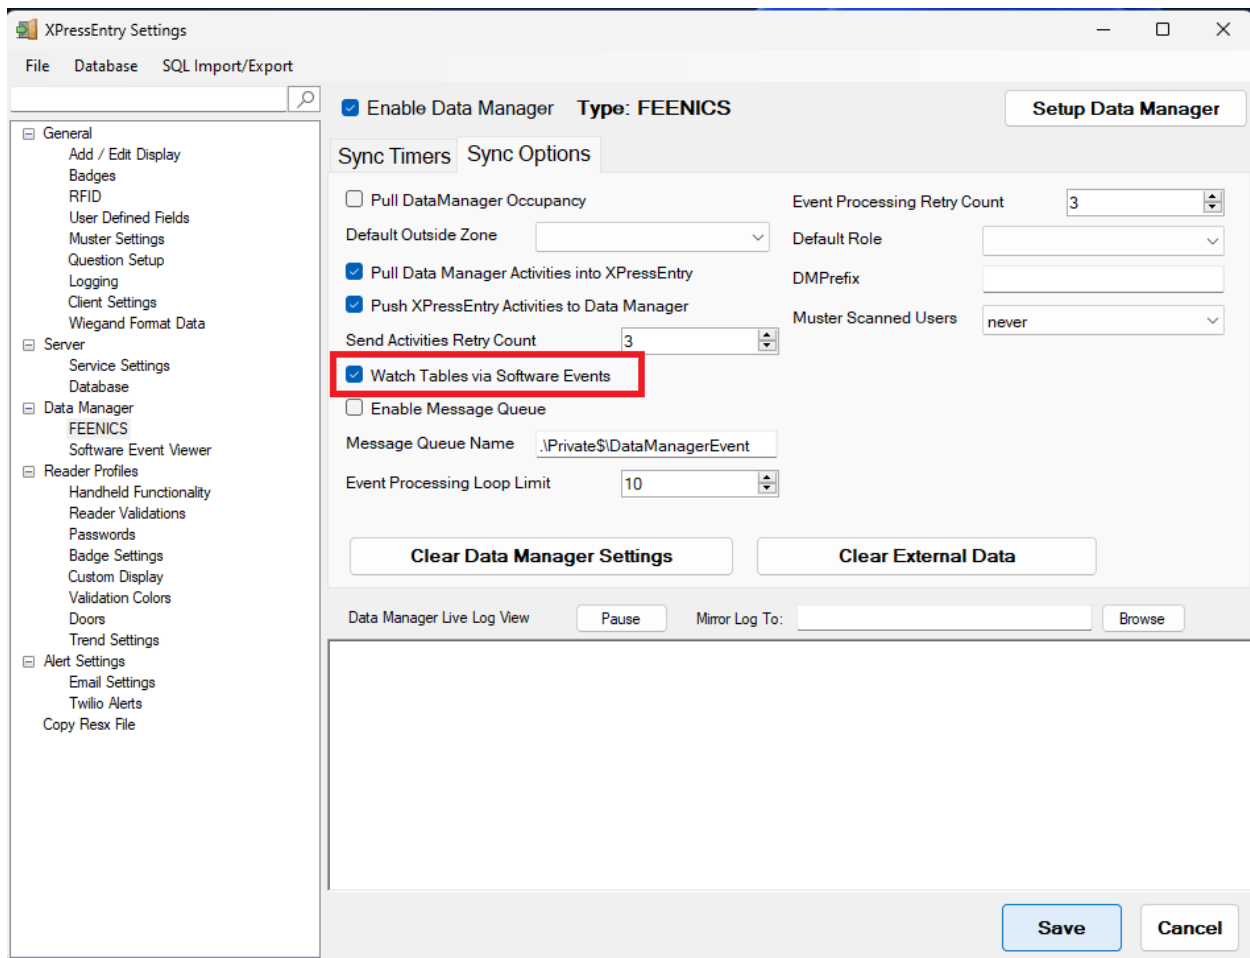 XPressEntry Settings
File Database SQL Import/Export
General
Add / Edit Display
Badges
RFID
User Defined Fields
Muster Settings
Question Setup
Logging
Client Settings
Wiegand Format Data
Server
Service Settings
Database
Data Manager
FEENICS
Software Event Viewer
Reader Profiles
Handheld Functionality
Reader Validations
Passwords
Badge Settings
Custom Display
Validation Colors
Doors
Trend Settings
Alert Settings
Email Settings
Twilio Alerts
Copy Resx File
Enable Data Manager Type: FEENICS
Setup Data Manager
Sync Timers Sync Options
Pull DataManager Occupancy
Default Outside Zone
Pull Data Manager Activities into XPressEntry
Push XPressEntry Activities to Data Manager
Send Activities Retry Count 3
Watch Tables via Software Events
Enable Message Queue
Message Queue Name .\Private$\DataManagerEvent
Event Processing Loop Limit 10
Event Processing Retry Count 3
Default Role
DMPrefix
Muster Scanned Users never
Clear Data Manager Settings Clear External Data
Data Manager Live Log View Pause Mirror Log To: Browse
Save Cancel